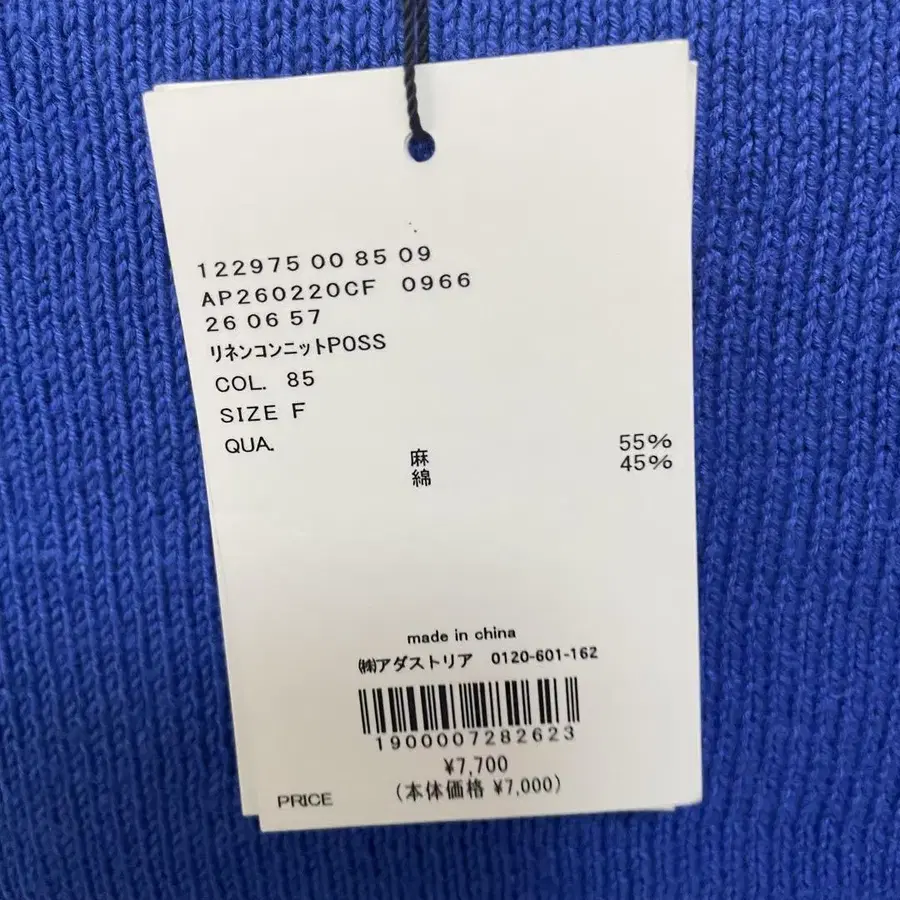 122975 00 85 09
AP260220CF 0966
26 06 57
リネンコンニットPOSS
COL. 85
SIZE F
QUA.
麻 55%
綿 45%
made in china
㈱アダストリア 0120-601-162
1900007282623
¥7,700
PRICE (本体価格 ¥7,000)